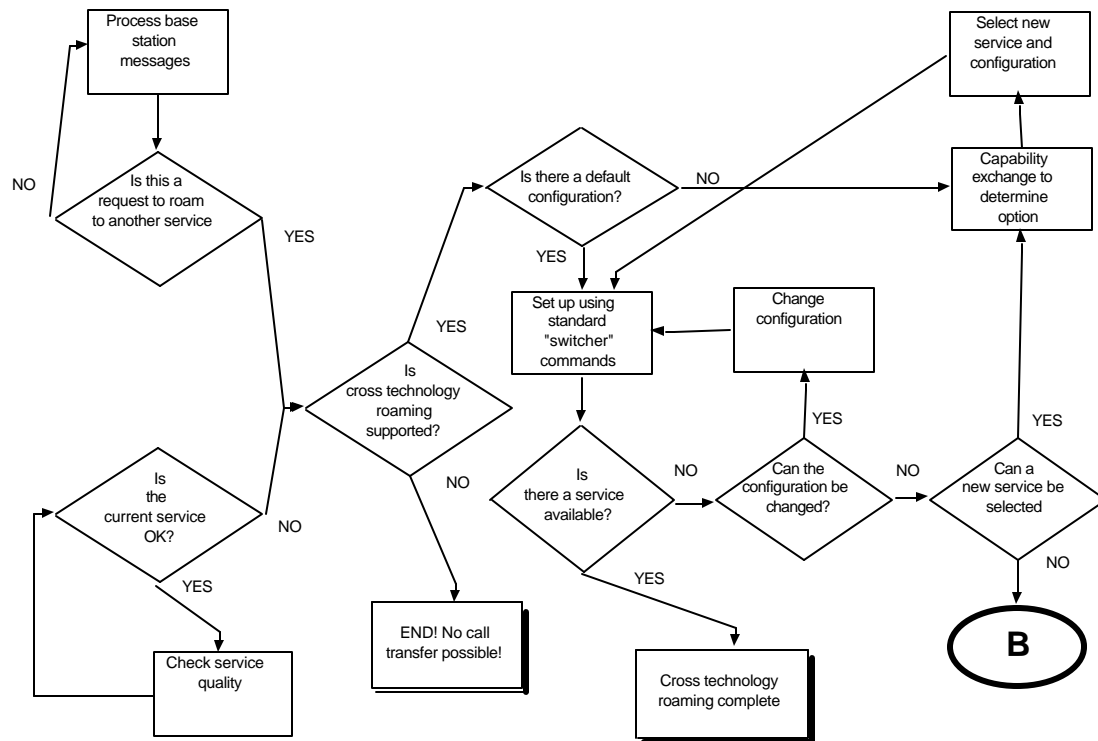 Process base
station
messages
Select new
service and
configuration
NO
Is this a
request to roam
to another service
YES
Is there a default
configuration?
NO
Capability
exchange to
determine
option
YES
Set up using
standard
"switcher"
commands
Change
configuration
YES
Is
cross technology
roaming
supported?
YES
YES
Is
the
current service
OK?
NO
NO
Is
there a service
available?
NO
Can the
configuration be
changed?
NO
Can a
new service be
selected
YES
YES
NO
END! No call
transfer possible!
B
Check service
quality
Cross technology
roaming complete